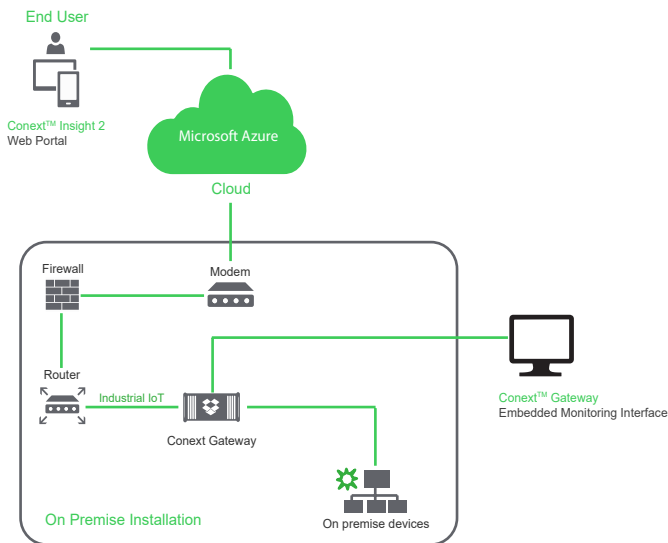 End User
Conext™ Insight 2
Web Portal
Microsoft Azure
Cloud
Firewall
Modem
Router
Industrial IoT
Conext Gateway
Conext™ Gateway
Embedded Monitoring Interface
On Premise Installation
On premise devices